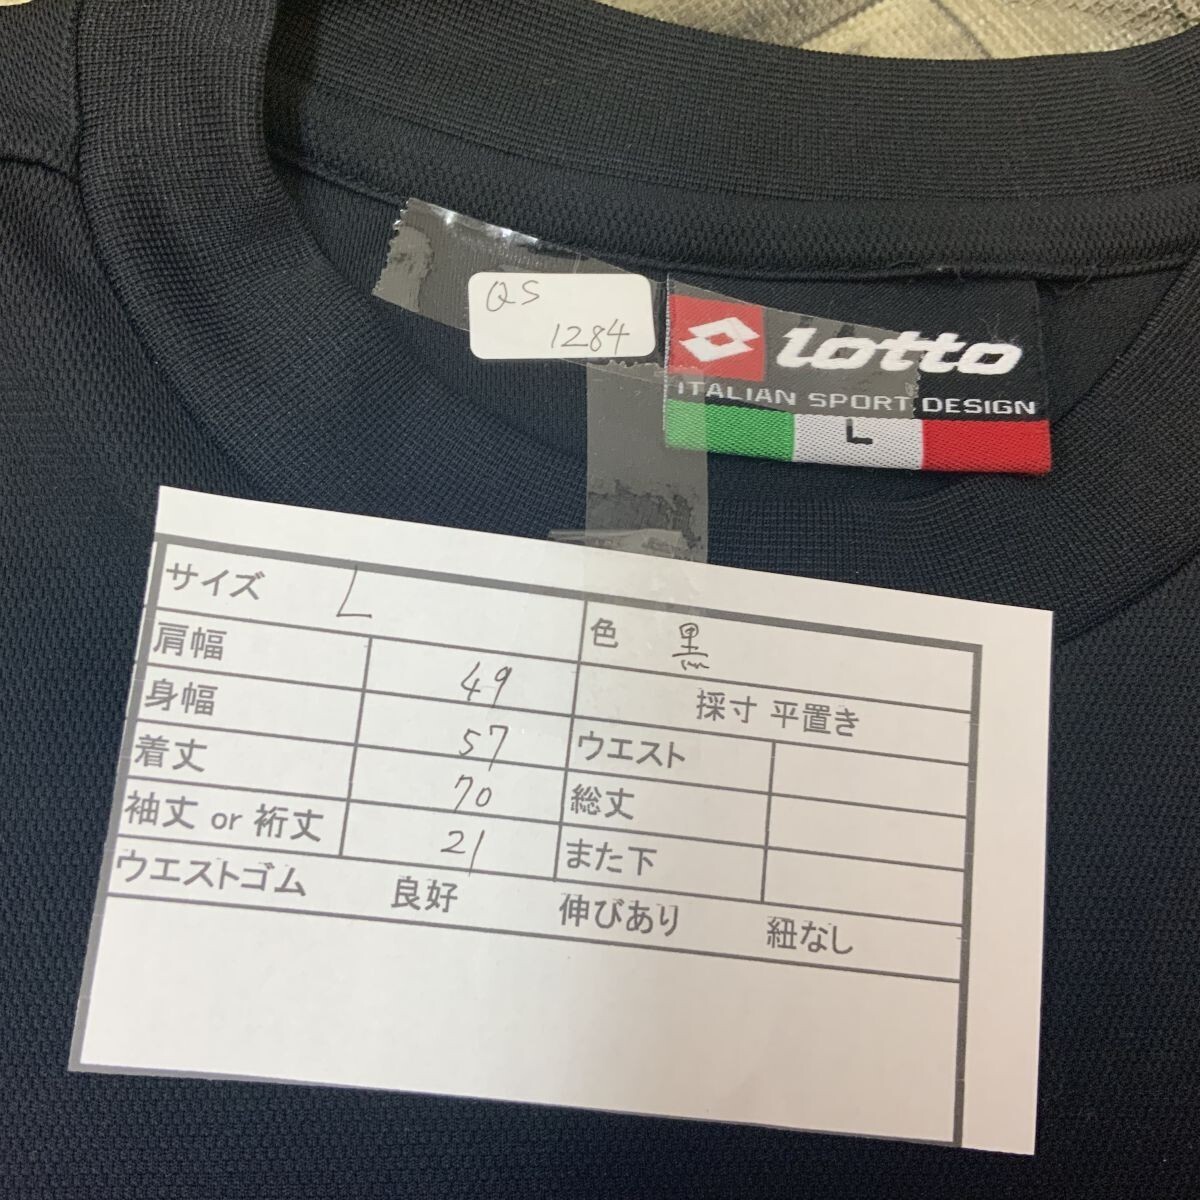 QS
1284
lotto
ITALIAN SPORT DESIGN
L
サイズ L
色 黒
肩幅 49
採寸 平置き
身幅 57
ウエスト
着丈 70
総丈
袖丈 or 裄丈 21
また下
ウエストゴム 良好 伸びあり 紐なし